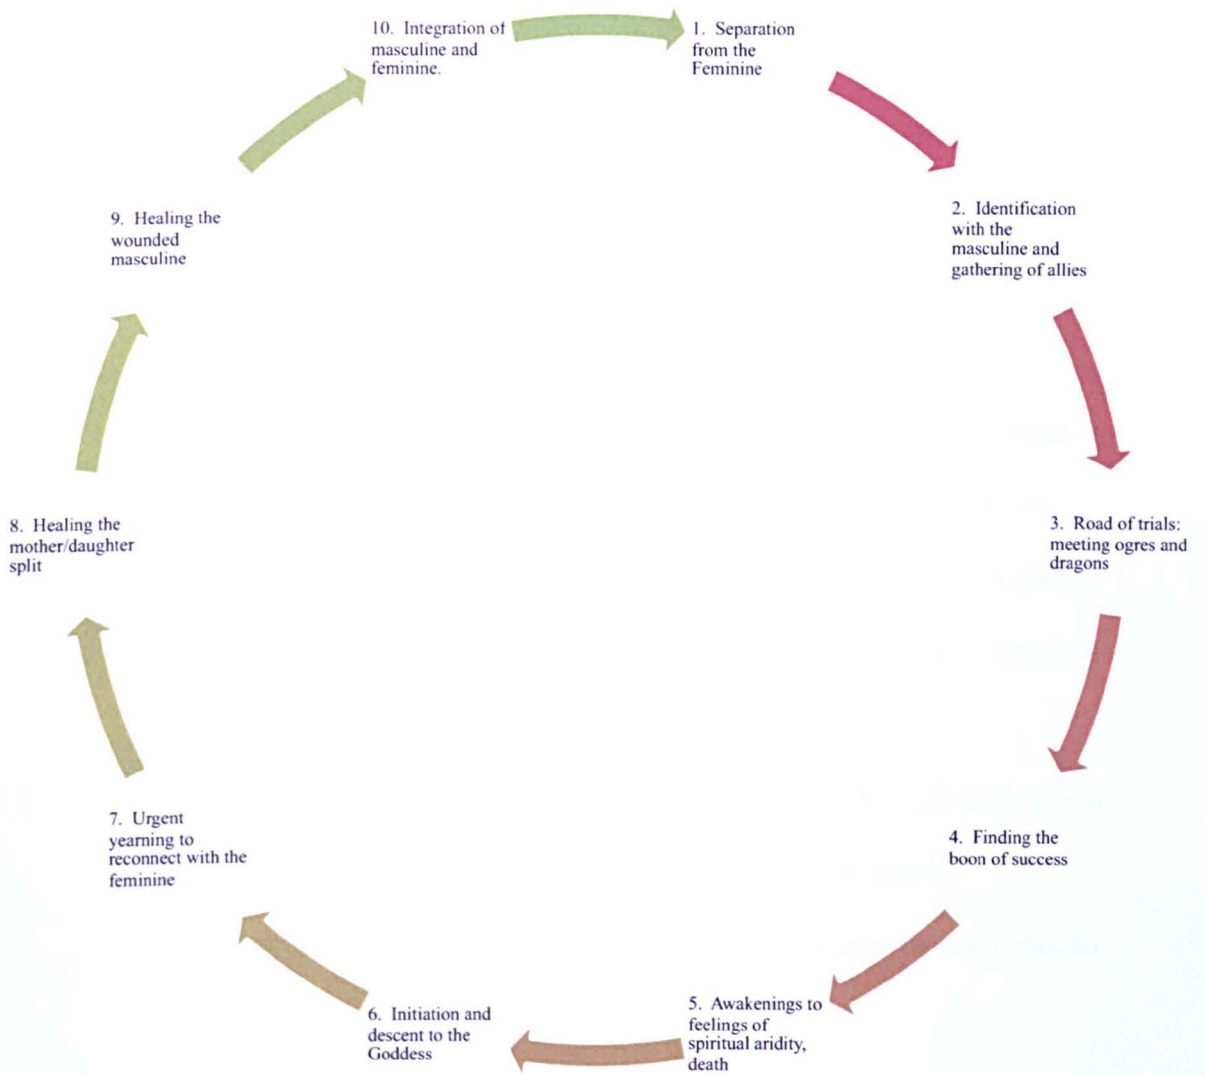 1. Separation
from the
Feminine
2. Identification
with the
masculine and
gathering of allies
3. Road of trials:
meeting ogres and
dragons
4. Finding the
boon of success
5. Awakenings to
feelings of
spiritual aridity,
death
6. Initiation and
descent to the
Goddess
7. Urgent
yearning to
reconnect with the
feminine
8. Healing the
mother/daughter
split
9. Healing the
wounded
masculine
10. Integration of
masculine and
feminine.